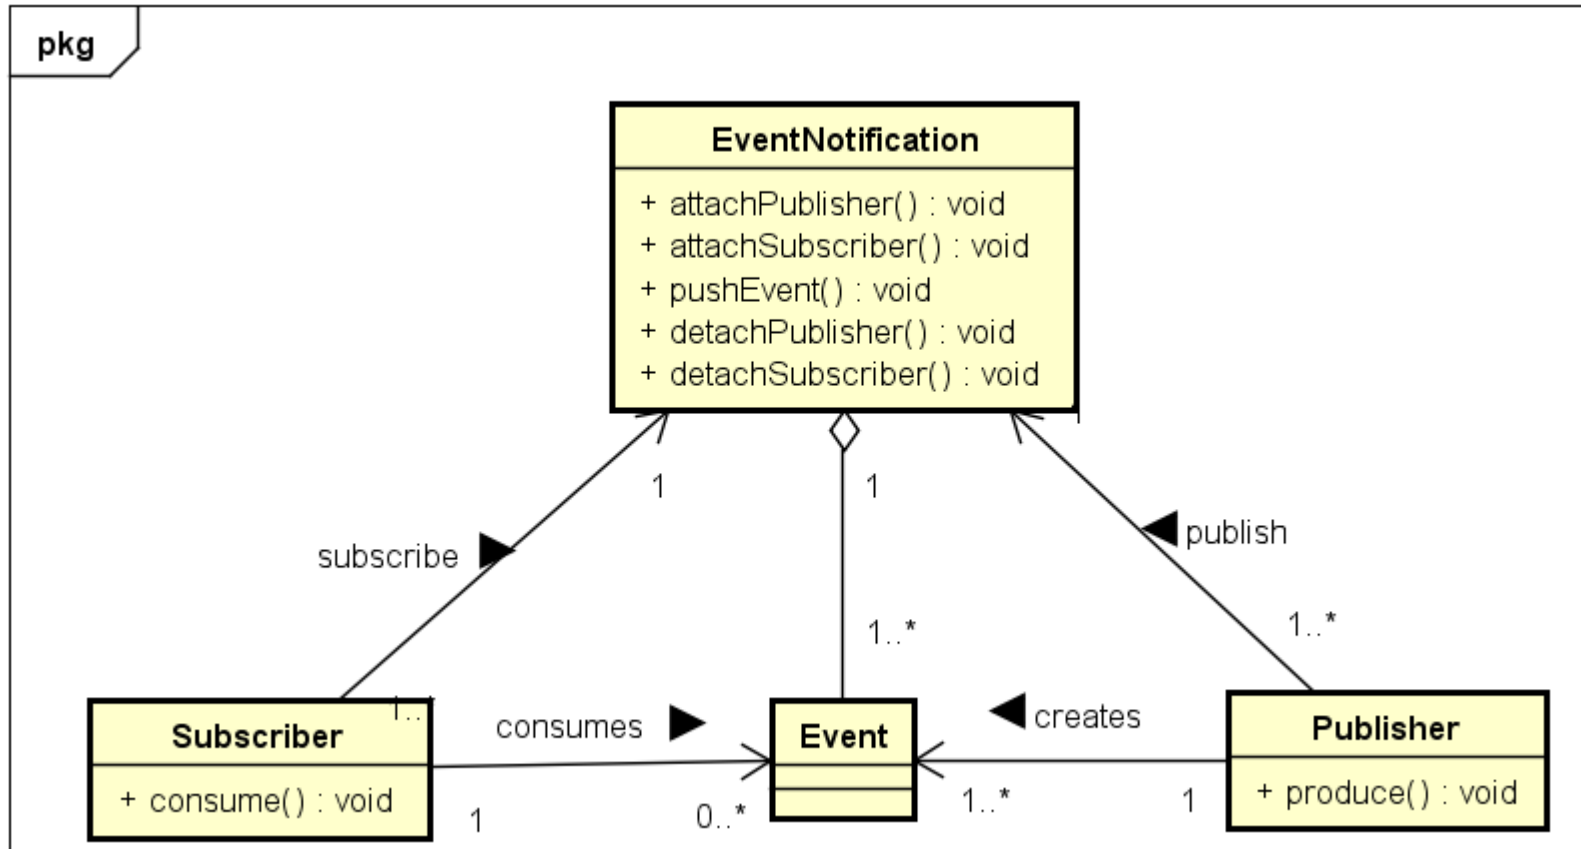 pkg
EventNotification
+ attachPublisher() : void
+ attachSubscriber() : void
+ pushEvent() : void
+ detachPublisher() : void
+ detachSubscriber() : void
1
1
subscribe
publish
1..*
1..*
Subscriber
+ consume() : void
consumes
Event
creates
Publisher
+ produce() : void
1
0..*
1..*
1